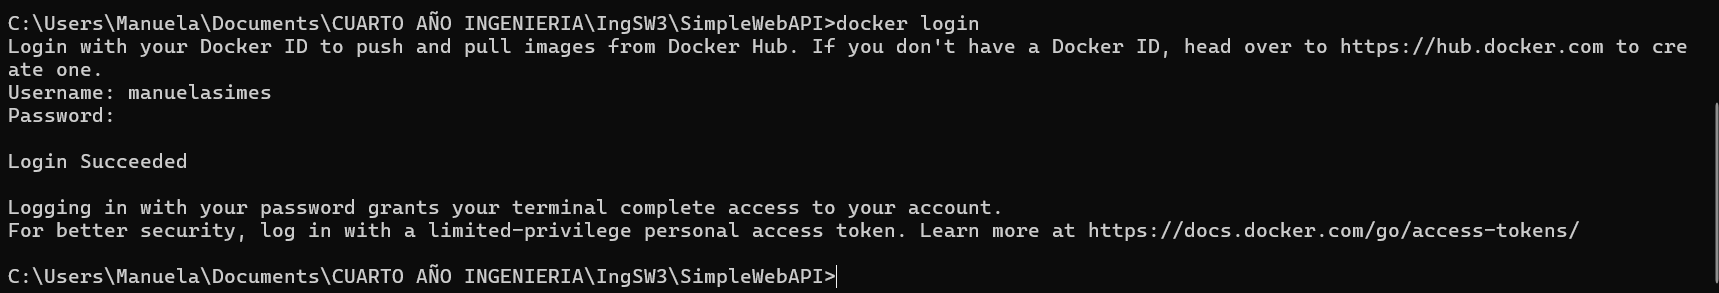 C:\Users\Manuela\Documents\CUARTO AÑO INGENIERIA\IngSW3\SimpleWebAPI>docker login
Login with your Docker ID to push and pull images from Docker Hub. If you don't have a Docker ID, head over to https://hub.docker.com to cre
ate one.
Username: manuelasimes
Password:
Login Succeeded
Logging in with your password grants your terminal complete access to your account.
For better security, log in with a limited-privilege personal access token. Learn more at https://docs.docker.com/go/access-tokens/
C:\Users\Manuela\Documents\CUARTO AÑO INGENIERIA\IngSW3\SimpleWebAPI>